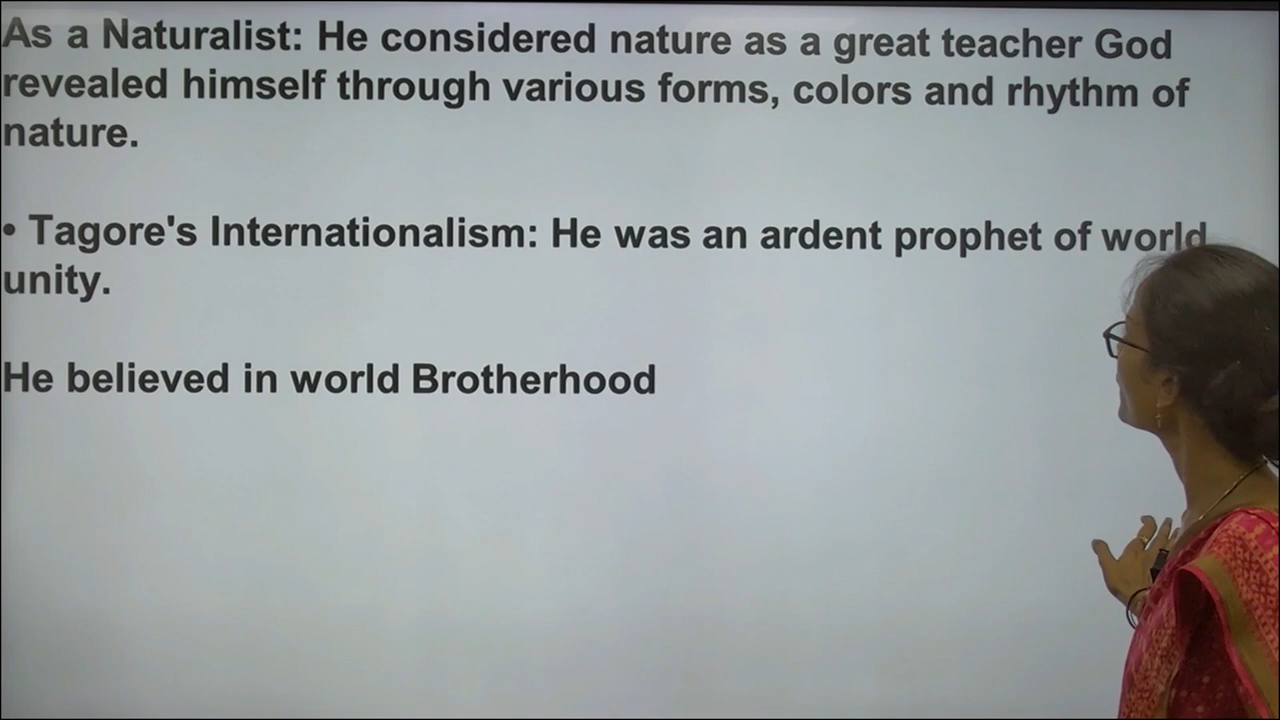 As a Naturalist: He considered nature as a great teacher God
revealed himself through various forms, colors and rhythm of
nature.
• Tagore's Internationalism: He was an ardent prophet of world
unity.
He believed in world Brotherhood